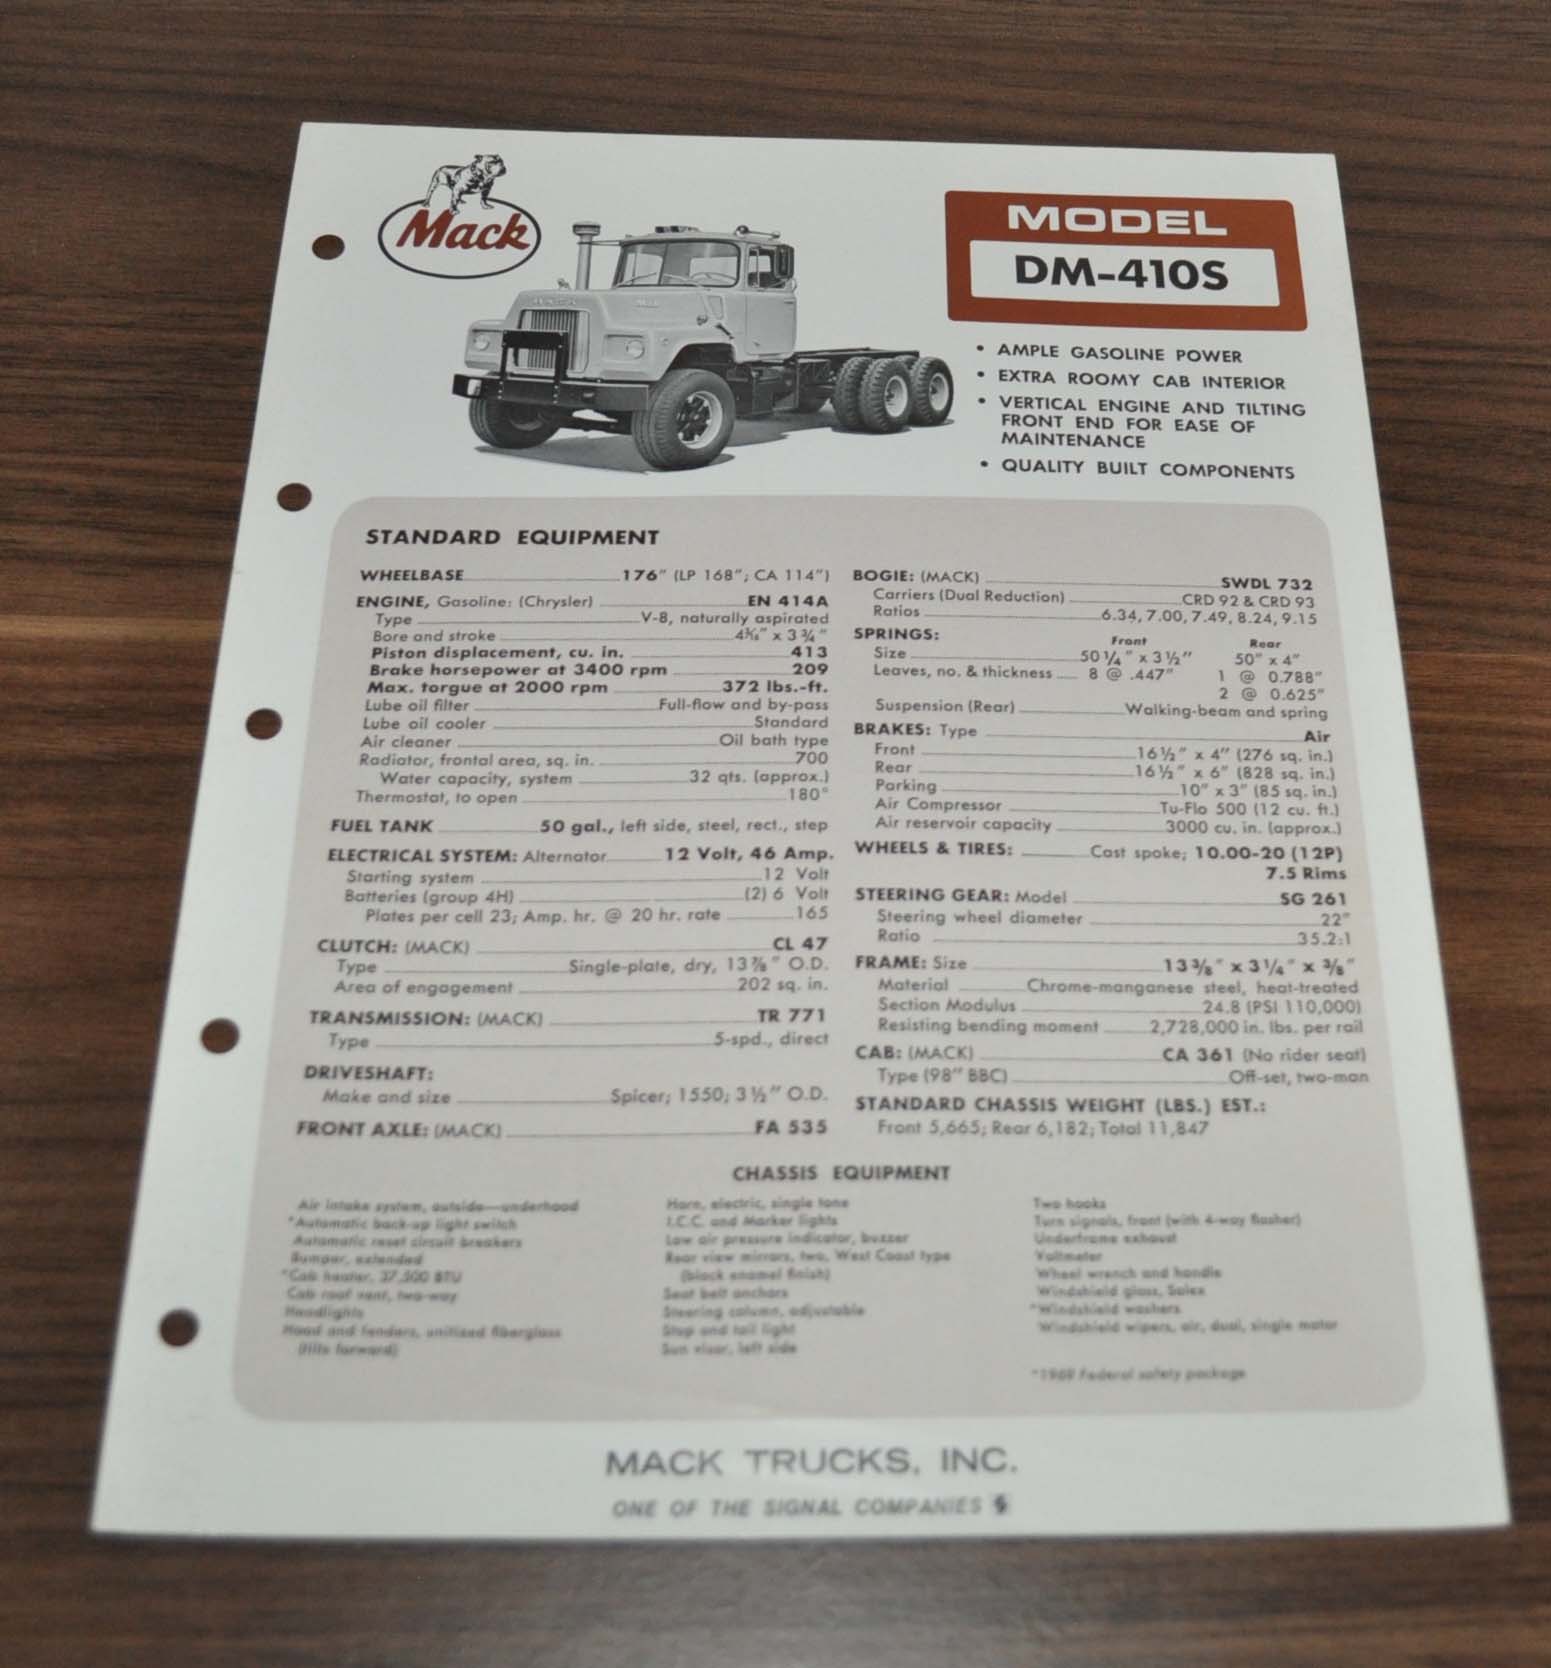 Mack
MODEL
DM-410S
• AMPLE GASOLINE POWER
• EXTRA ROOMY CAB INTERIOR
• VERTICAL ENGINE AND TILTING
FRONT END FOR EASE OF
MAINTENANCE
• QUALITY BUILT COMPONENTS
STANDARD EQUIPMENT
WHEELBASE 176" (LP 168"; CA 114")
ENGINE, Gasoline: (Chrysler) EN 414A
Type V-8, naturally aspirated
Bore and stroke 4 3/16" x 3 3/4"
Piston displacement, cu. in. 413
Brake horsepower at 3400 rpm 209
Max. torgue at 2000 rpm 372 lbs.-ft.
Lube oil filter Full-flow and by-pass
Lube oil cooler Standard
Air cleaner Oil bath type
Radiator, frontal area, sq. in. 700
Water capacity, system 32 qts. (approx.)
Thermostat, to open 180°
FUEL TANK 50 gal., left side, steel, rect., step
ELECTRICAL SYSTEM: Alternator 12 Volt, 46 Amp.
Starting system 12 Volt
Batteries (group 4H) (2) 6 Volt
Plates per cell 23; Amp. hr. @ 20 hr. rate 165
CLUTCH: (MACK) CL 47
Type Single-plate, dry, 13 7/8" O.D.
Area of engagement 202 sq. in.
TRANSMISSION: (MACK) TR 771
Type 5-spd., direct
DRIVESHAFT:
Make and size Spicer; 1550; 3 1/2" O.D.
FRONT AXLE: (MACK) FA 535
BOGIE: (MACK) SWDL 732
Carriers (Dual Reduction) CRD 92 & CRD 93
Ratios 6.34, 7.00, 7.49, 8.24, 9.15
SPRINGS: Front Rear
Size 50 1/4" x 3 1/2" 50" x 4"
Leaves, no. & thickness 8 @ .447" 1 @ 0.788"
2 @ 0.625"
Suspension (Rear) Walking-beam and spring
BRAKES: Type Air
Front 16 1/2" x 4" (276 sq. in.)
Rear 16 1/2" x 6" (828 sq. in.)
Parking 10" x 3" (85 sq. in.)
Air Compressor Tu-Flo 500 (12 cu. ft.)
Air reservoir capacity 3000 cu. in. (approx.)
WHEELS & TIRES: Cast spoke; 10.00-20 (12P)
7.5 Rims
STEERING GEAR: Model SG 261
Steering wheel diameter 22"
Ratio 35.2:1
FRAME: Size 13 3/8" x 3 1/4" x 3/8"
Material Chrome-manganese steel, heat-treated
Section Modulus 24.8 (PSI 110,000)
Resisting bending moment 2,728,000 in. lbs. per rail
CAB: (MACK) CA 361 (No rider seat)
Type (98" BBC) Off-set, two-man
STANDARD CHASSIS WEIGHT (LBS.) EST.:
Front 5,665; Rear 6,182; Total 11,847
CHASSIS EQUIPMENT
Air intake system, outside—underhood
*Automatic back-up light switch
Automatic reset circuit breakers
Bumper, extended
*Cab heater, 37,500 BTU
Cab roof vent, two-way
Headlights
Hood and fenders, unitized fiberglass
(tilts forward)
Horn, electric, single tone
I.C.C. and Marker lights
Low air pressure indicator, buzzer
Rear view mirrors, two, West Coast type
(black enamel finish)
Seat belt anchors
Steering column, adjustable
Stop and tail light
Sun visor, left side
Two hooks
Turn signals, front (with 4-way flasher)
Underframe exhaust
Voltmeter
Wheel wrench and handle
Windshield glass, Solex
*Windshield washers
Windshield wipers, air, dual, single motor
*1969 Federal safety package
MACK TRUCKS, INC.
ONE OF THE SIGNAL COMPANIES